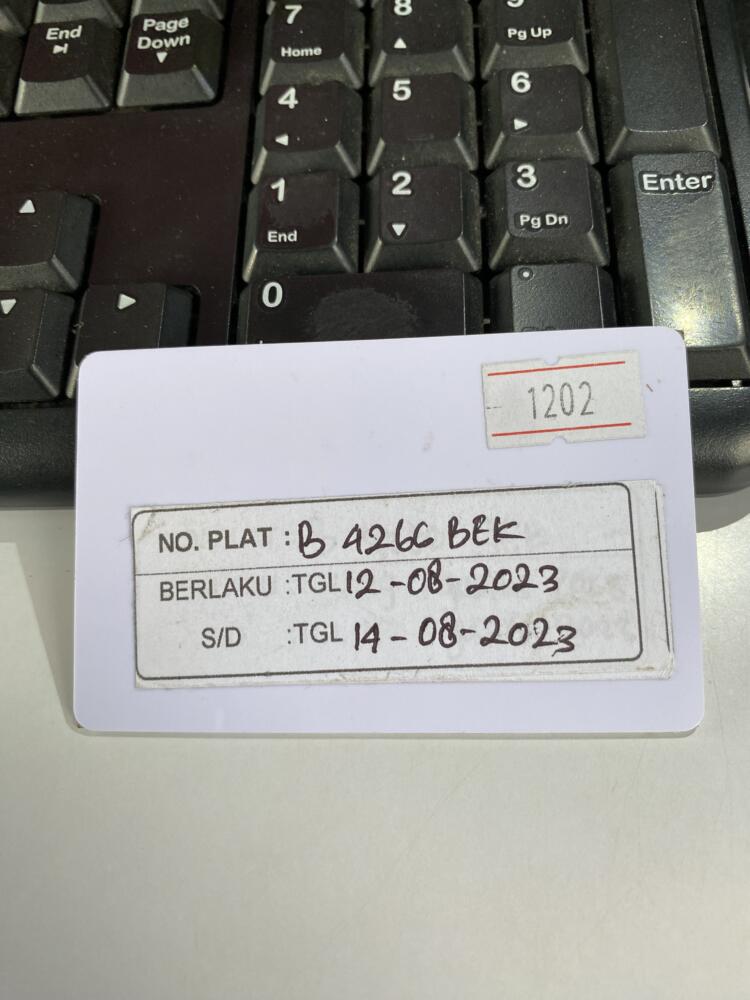 End
Page
Down
7
Home
8
9
Pg Up
4
5
6
1
End
2
3
Pg Dn
Enter
0
1202
NO. PLAT : B 4266 BEK
BERLAKU :TGL 12-08-2023
S/D :TGL 14-08-2023